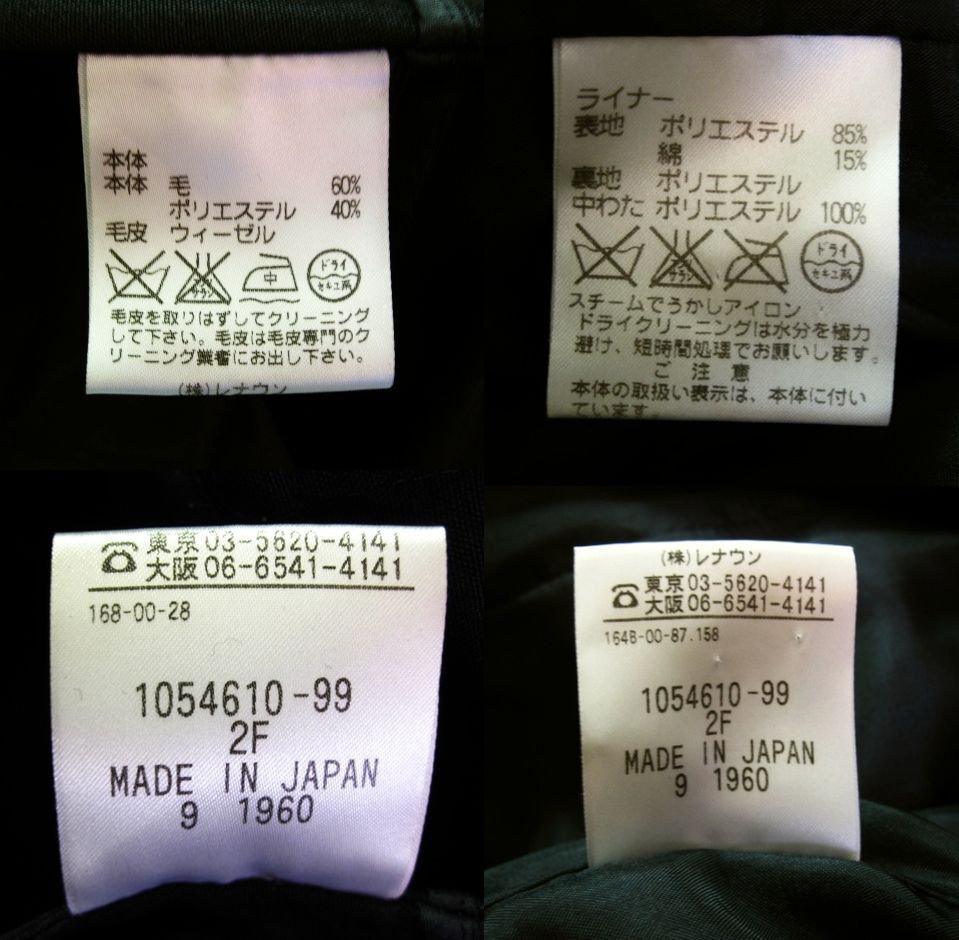 本体
本体 毛 60%
ポリエステル 40%
毛皮 ウィーゼル
中
ドライ
セキユ系
毛皮を取りはずしてクリーニング
して下さい。毛皮は毛皮専門のク
リーニング業者にお出し下さい。
(株)レナウン
ライナー
表地 ポリエステル 85%
綿 15%
裏地 ポリエステル
中わた ポリエステル 100%
ドライ
セキユ系
スチームでうかしアイロン
ドライクリーニングは水分を極力
避け、短時間処理でお願いします。
ご注意
本体の取扱い表示は、本体に付い
ています。
東京03-5620-4141
大阪06-6541-4141
168-00-28
1054610-99
2F
MADE IN JAPAN
9 1960
(株)レナウン
東京03-5620-4141
大阪06-6541-4141
164B-00-87.158
1054610-99
2F
MADE IN JAPAN
9 1960